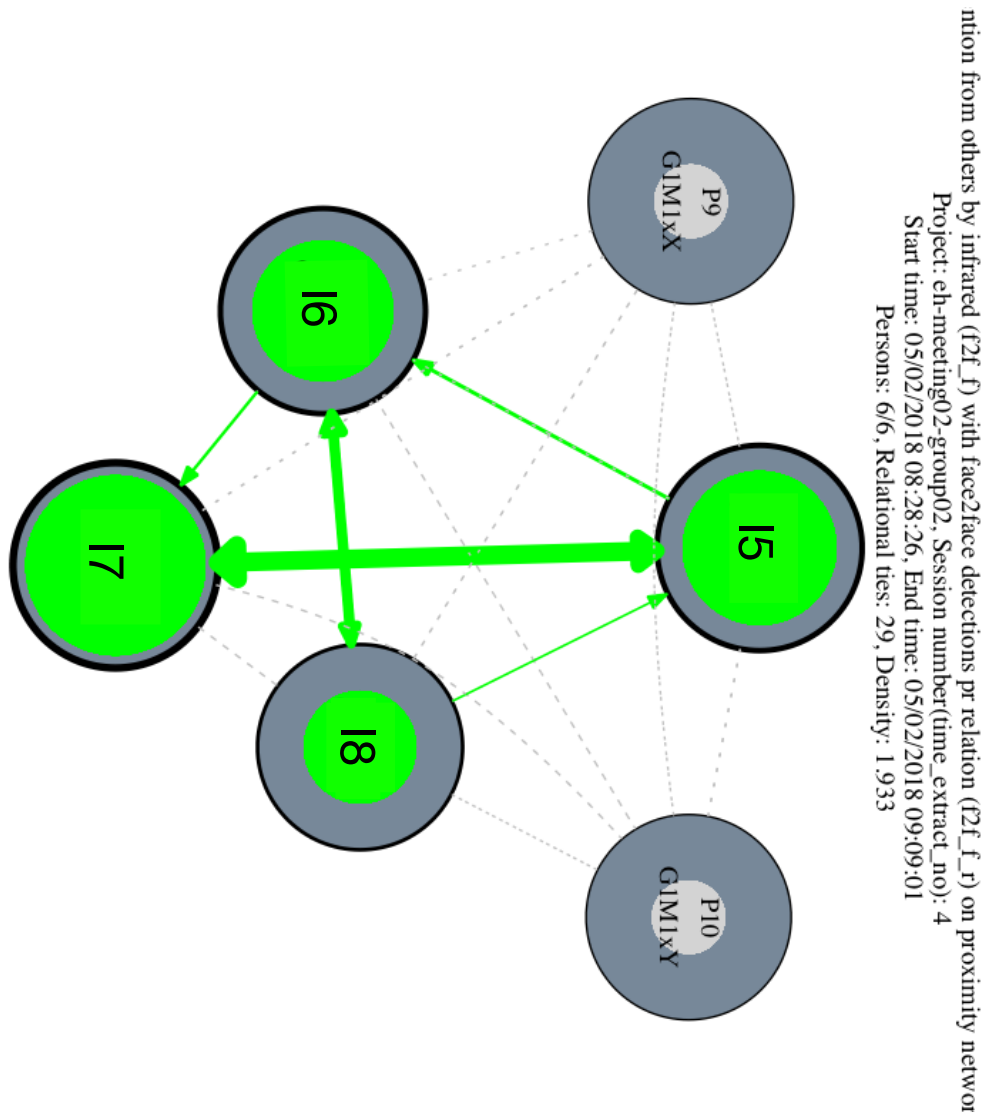 ntion from others by infrared (f2f_f) with face2face detections pr relation (f2f_f_r) on proximity networ
Project: eh-meeting02-group02, Session number(time_extract_no): 4
Start time: 05/02/2018 08:28:26, End time: 05/02/2018 09:09:01
Persons: 6/6, Relational ties: 29, Density: 1.933
P9
G1M1xX
I5
P10
G1M1xY
I6
I8
I7